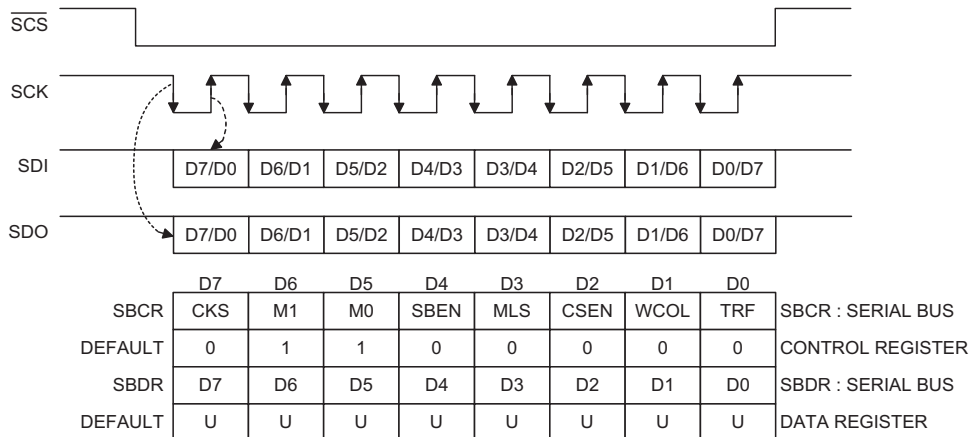 SCS
SCK
SDI D7/D0 D6/D1 D5/D2 D4/D3 D3/D4 D2/D5 D1/D6 D0/D7
SDO D7/D0 D6/D1 D5/D2 D4/D3 D3/D4 D2/D5 D1/D6 D0/D7
D7 D6 D5 D4 D3 D2 D1 D0
SBCR CKS M1 M0 SBEN MLS CSEN WCOL TRF SBCR : SERIAL BUS
DEFAULT 0 1 1 0 0 0 0 0 CONTROL REGISTER
SBDR D7 D6 D5 D4 D3 D2 D1 D0 SBDR : SERIAL BUS
DEFAULT U U U U U U U U DATA REGISTER